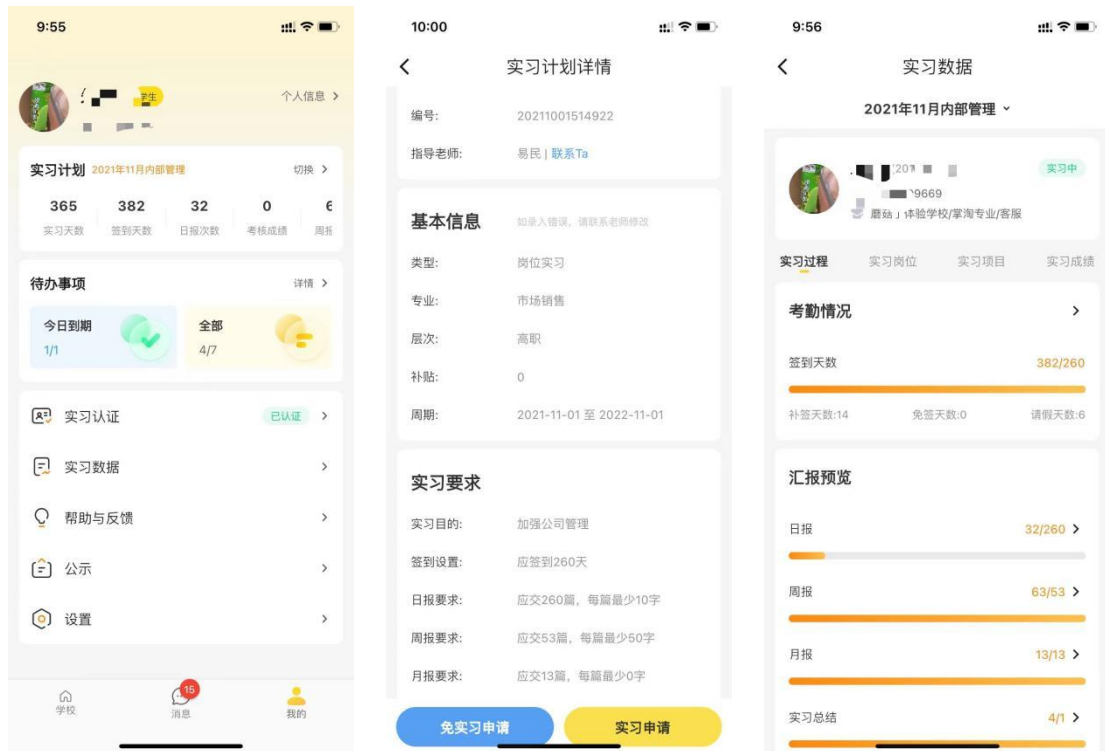 9:55
学生
个人信息
实习计划 2021年11月内部管理 切换
365 382 32 0
实习天数 签到天数 日报次数 考核成绩 周报
待办事项 详情
今日到期 全部
1/1 4/7
实习认证 已认证
实习数据
帮助与反馈
公示
设置
15
学校 消息 我的
10:00
实习计划详情
编号: 20211001514922
指导老师: 易民 | 联系Ta
基本信息 如录入错误，请联系老师修改
类型: 岗位实习
专业: 市场销售
层次: 高职
补贴: 0
周期: 2021-11-01 至 2022-11-01
实习要求
实习目的: 加强公司管理
签到设置: 应签到260天
日报要求: 应交260篇，每篇最少10字
周报要求: 应交53篇，每篇最少50字
月报要求: 应交13篇，每篇最少0字
免实习申请 实习申请
9:56
实习数据
2021年11月内部管理
201 实习中
9669
蘑菇丁体验学校/掌淘专业/客服
实习过程 实习岗位 实习项目 实习成绩
考勤情况
签到天数 382/260
补签天数:14 免签天数:0 请假天数:6
汇报预览
日报 32/260
周报 63/53
月报 13/13
实习总结 4/1